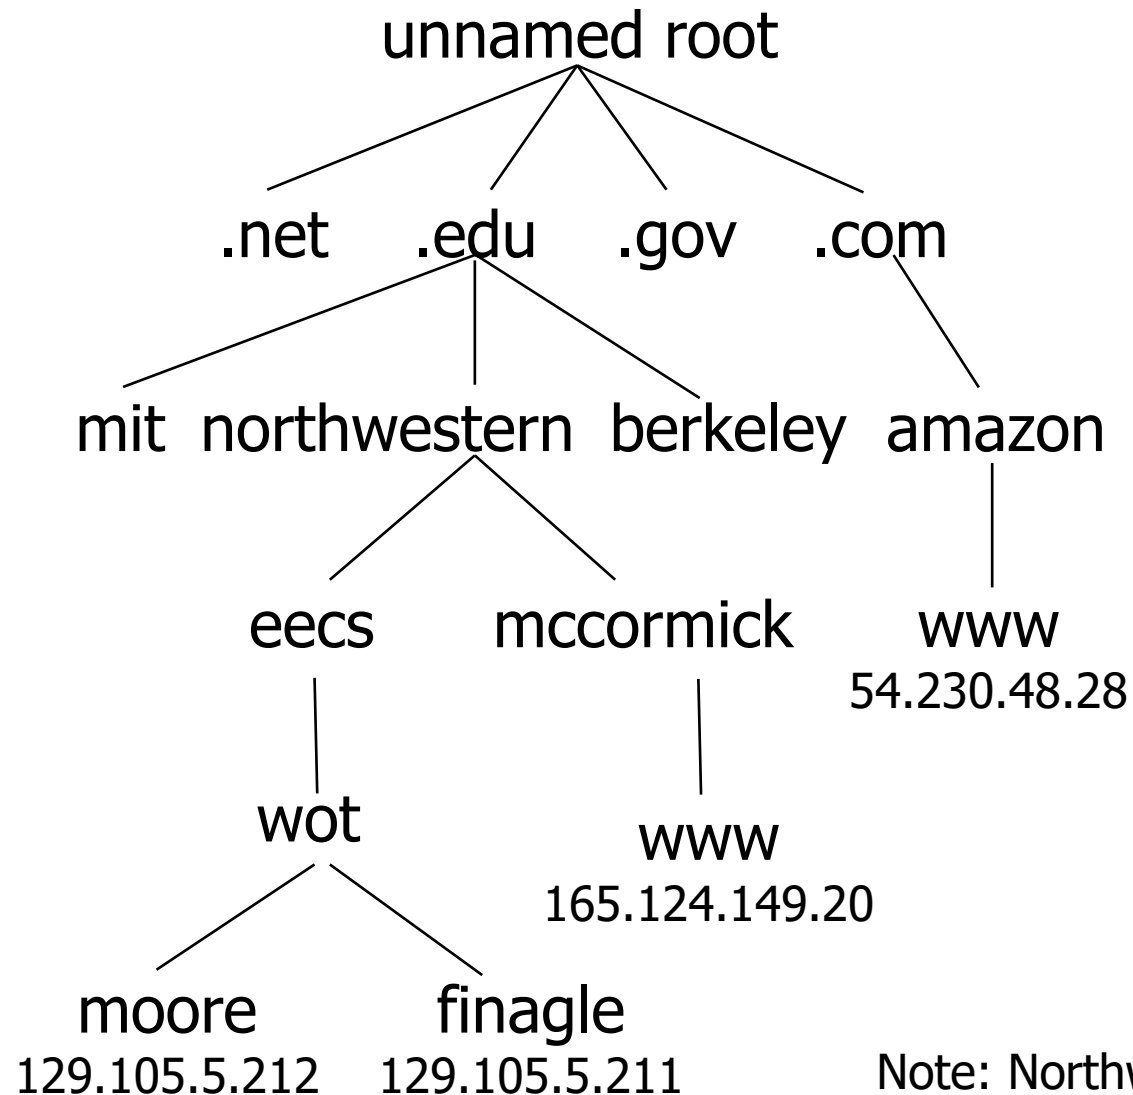 unnamed root
.net .edu .gov .com
mit northwestern berkeley amazon
eecs mccormick www
54.230.48.28
wot www
165.124.149.20
moore finagle
129.105.5.212 129.105.5.211
Note: